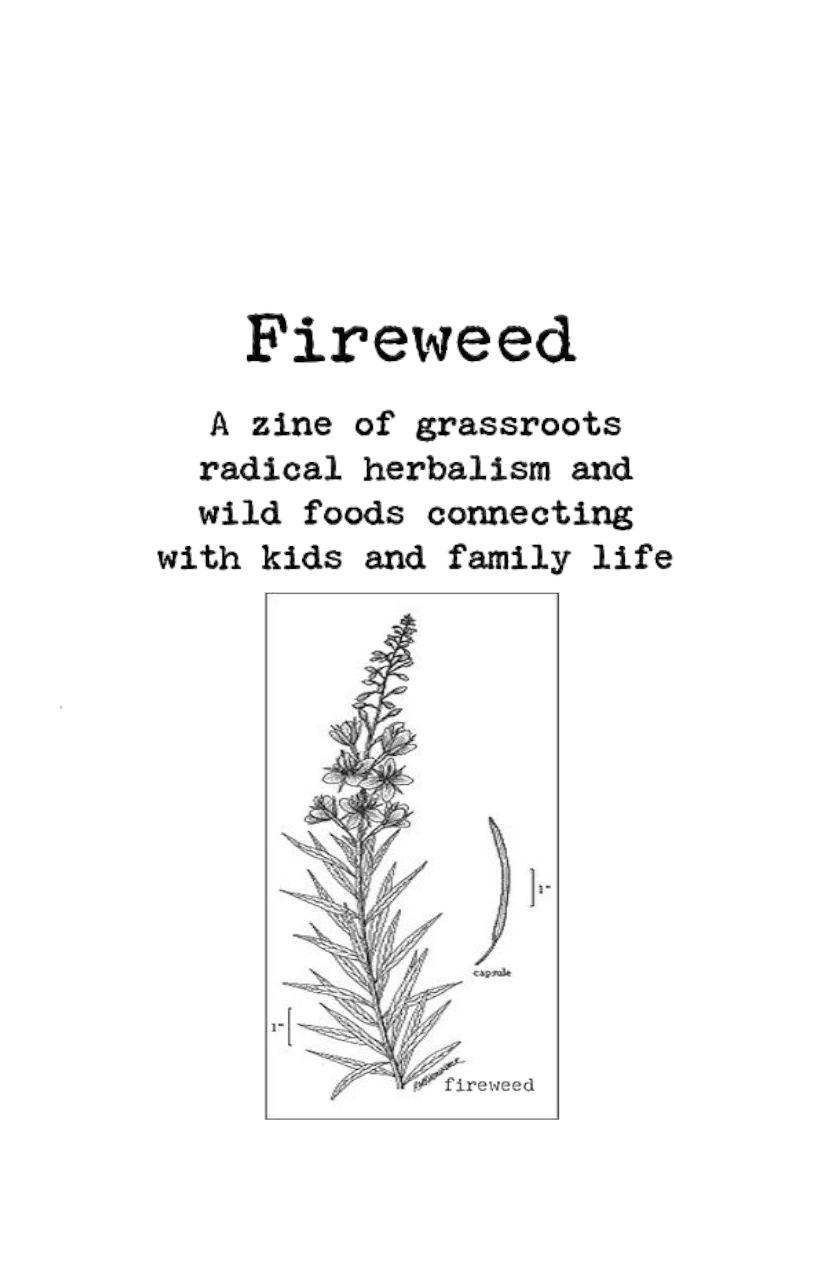 Fireweed
A zine of grassroots
radical herbalism and
wild foods connecting
with kids and family life
1"
capsule
1"
fireweed